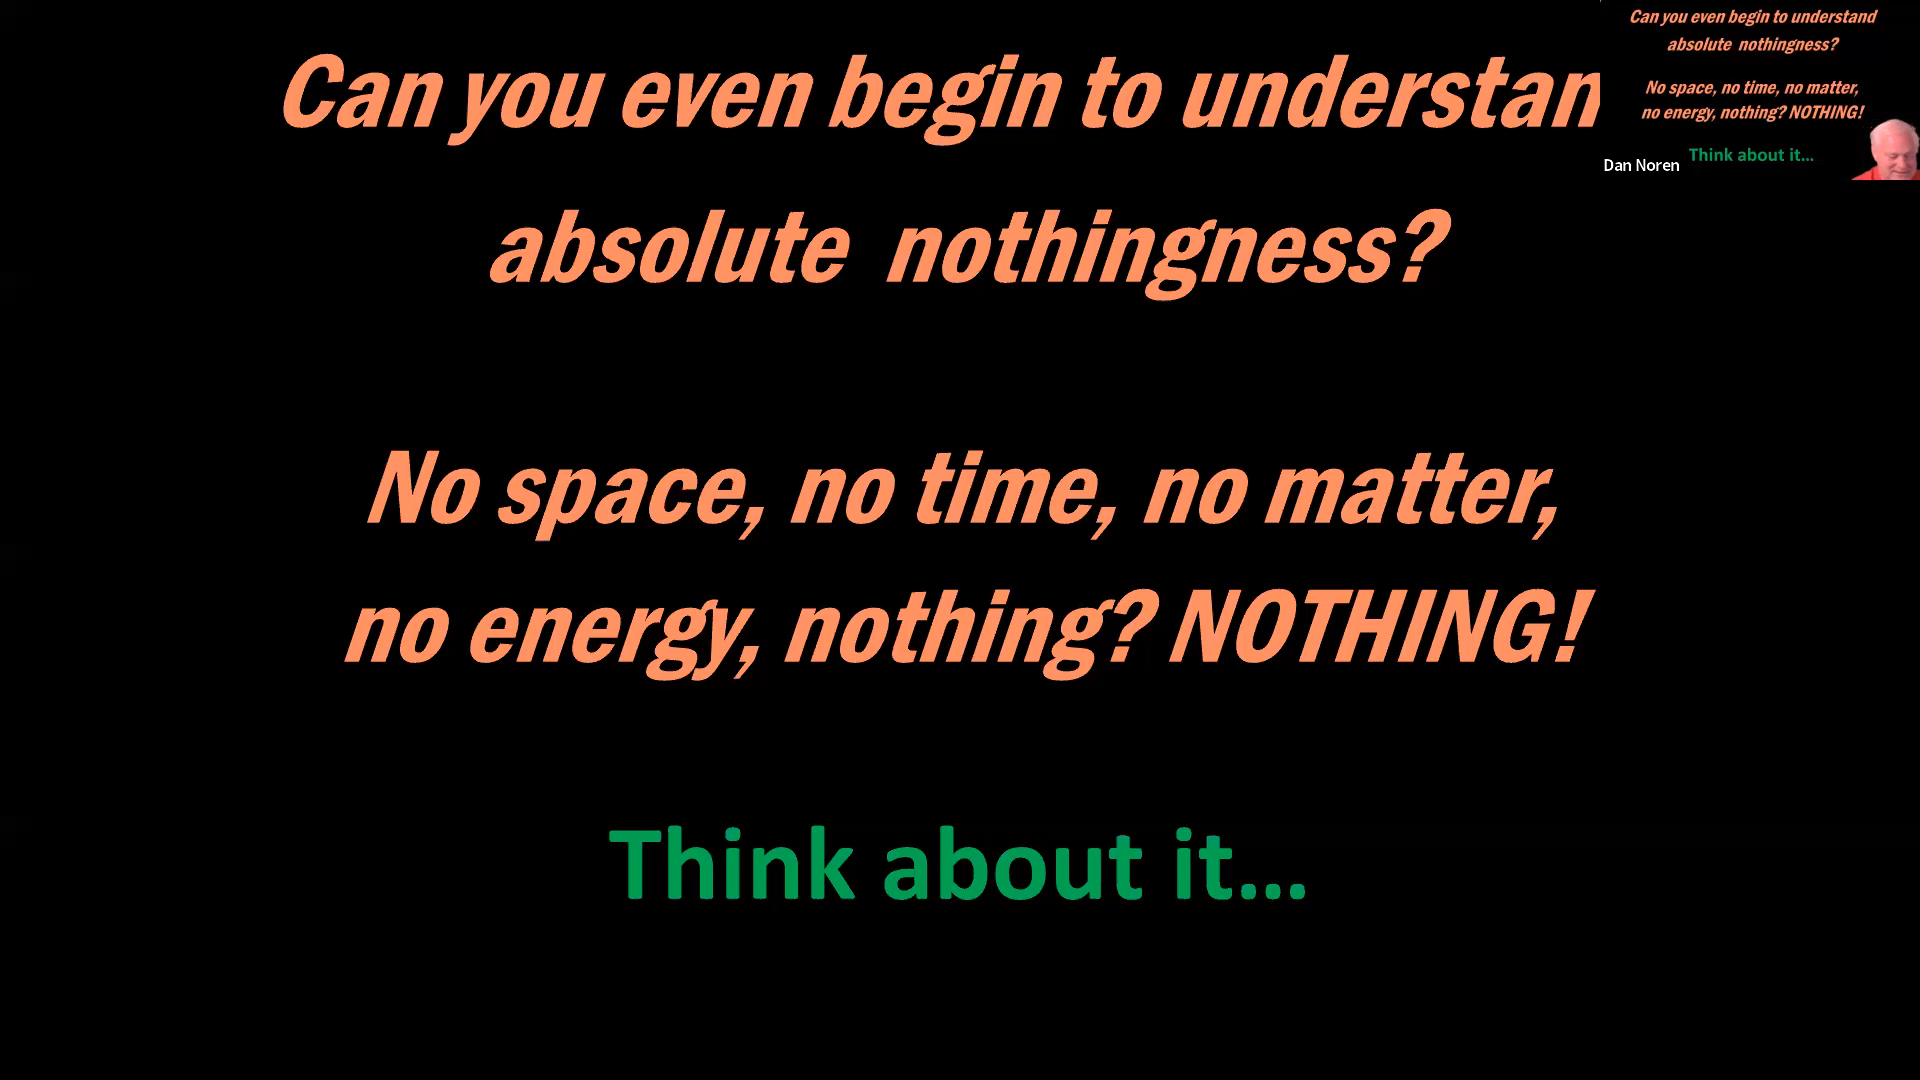 Can you even begin to understan
absolute nothingness?
No space, no time, no matter,
no energy, nothing? NOTHING!
Think about it...
Can you even begin to understand
absolute nothingness?
No space, no time, no matter,
no energy, nothing? NOTHING!
Think about it...
Dan Noren